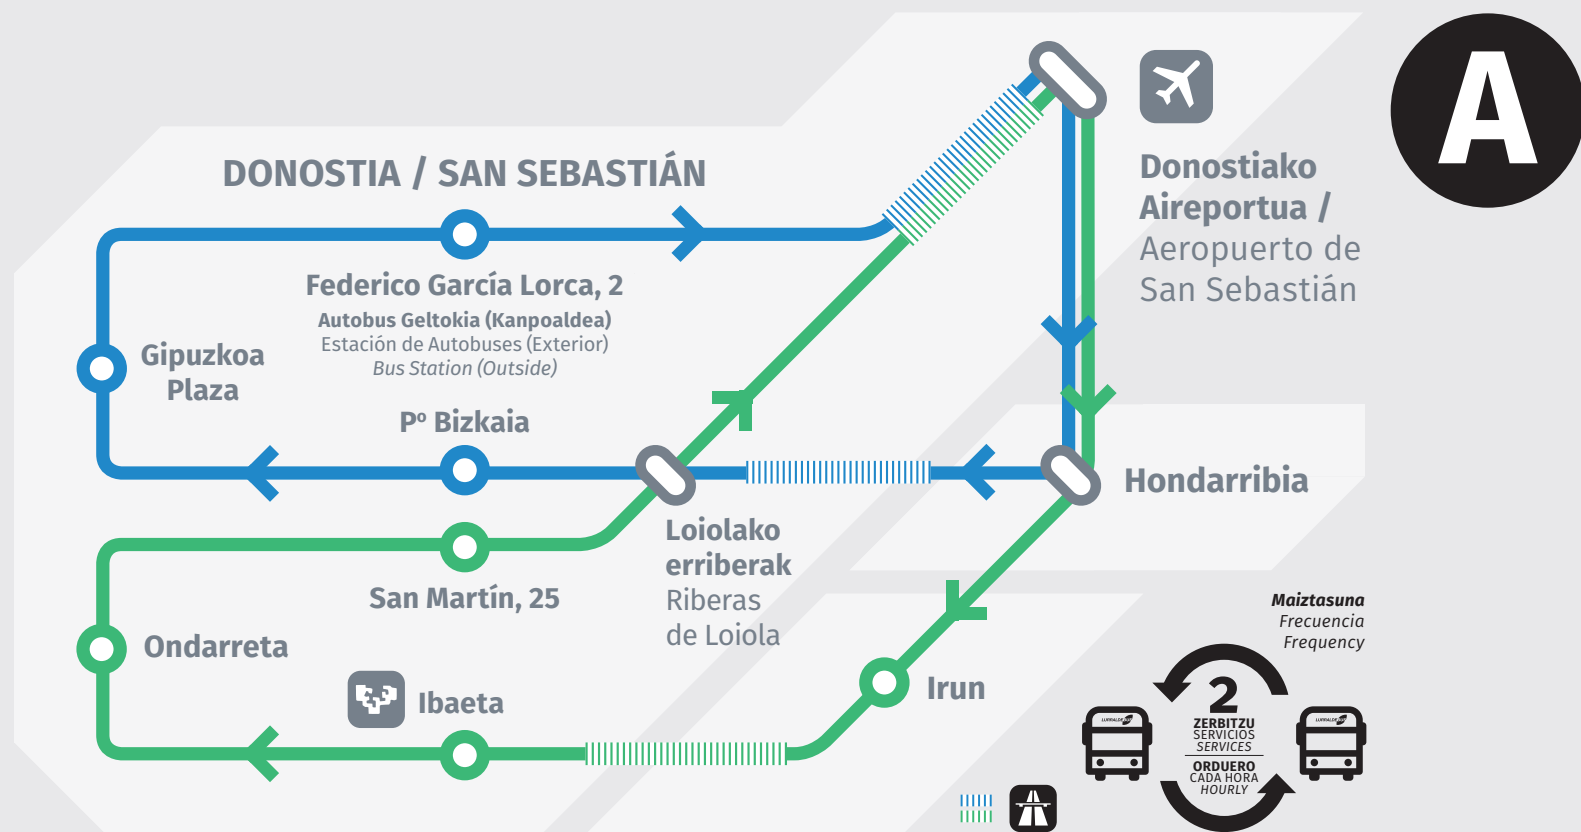 A
DONOSTIA / SAN SEBASTIÁN
Donostiako
Aireportua /
Aeropuerto de
San Sebastián
Federico García Lorca, 2
Autobus Geltokia (Kanpoaldea)
Estación de Autobuses (Exterior)
Bus Station (Outside)
Gipuzkoa
Plaza
Pº Bizkaia
Hondarribia
Loiolako
erriberak
Riberas
de Loiola
San Martín, 25
Ondarreta
Ibaeta
Irun
Maiztasuna
Frecuencia
Frequency
2
ZERBITZU
SERVICIOS
SERVICES
ORDUERO
CADA HORA
HOURLY
LURRALDEBUS
LURRALDEBUS